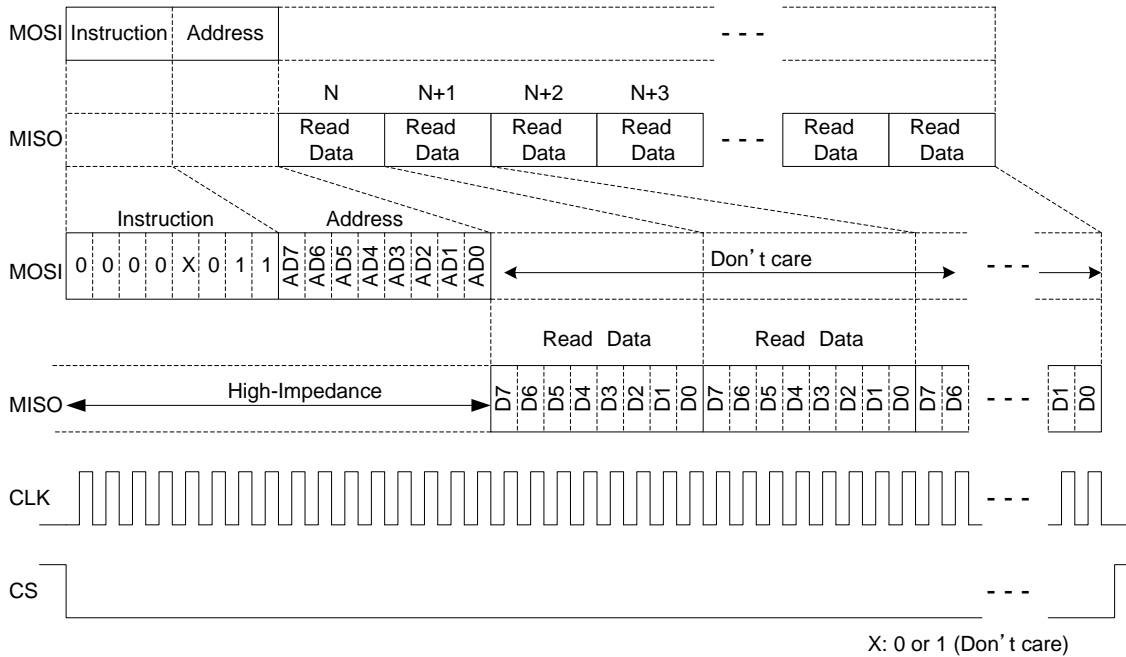 MOSI Instruction Address - - -
N N+1 N+2 N+3
MISO Read Data Read Data Read Data Read Data - - - Read Data Read Data
Instruction Address
MOSI 0 0 0 0 X 0 1 1 AD7 AD6 AD5 AD4 AD3 AD2 AD1 AD0 Don't care - - -
Read Data Read Data
MISO High-Impedance D7 D6 D5 D4 D3 D2 D1 D0 D7 D6 D5 D4 D3 D2 D1 D0 D7 D6 - - - D1 D0
CLK - - -
CS - - -
X: 0 or 1 (Don't care)